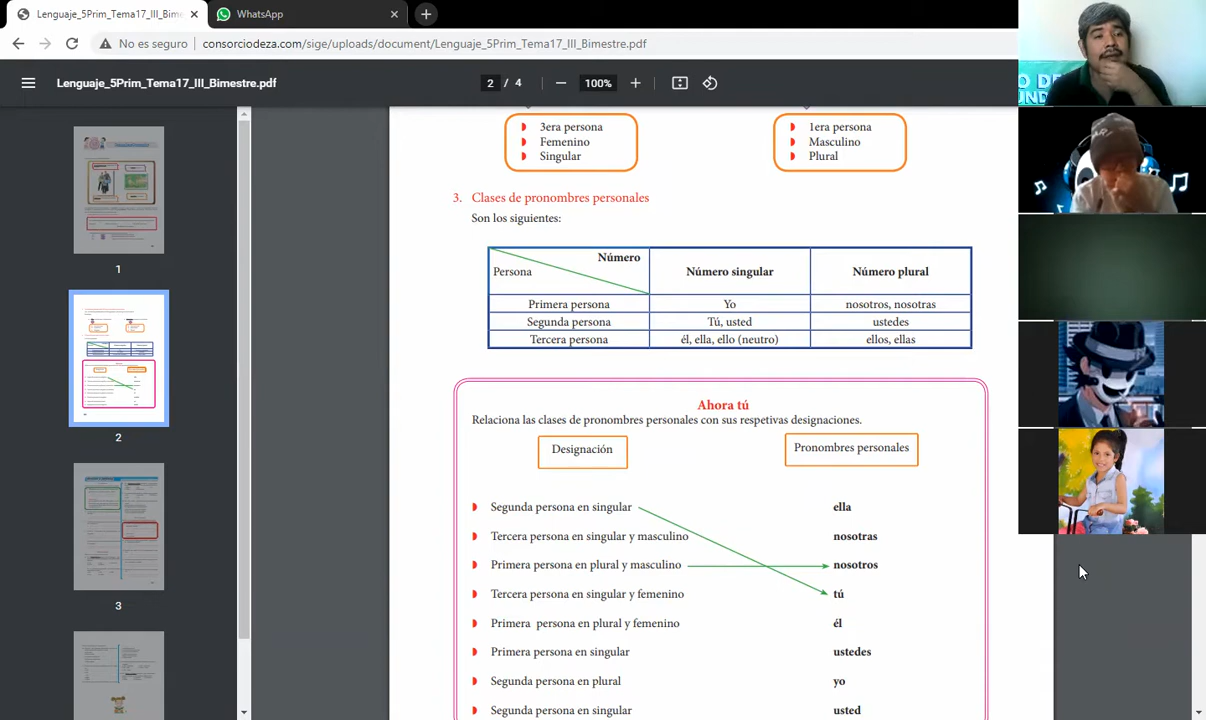 Lenguaje_5Prim_Tema17_III_Bime
WhatsApp
No es seguro
consorciodeza.com/sige/uploads/document/Lenguaje_5Prim_Tema17_III_Bimestre.pdf
Lenguaje_5Prim_Tema17_III_Bimestre.pdf
2 / 4
100%
3era persona
Femenino
Singular
1era persona
Masculino
Plural
3. Clases de pronombres personales
Son los siguientes:
Número
Persona
Número singular
Número plural
Primera persona
Yo
nosotros, nosotras
Segunda persona
Tú, usted
ustedes
Tercera persona
él, ella, ello (neutro)
ellos, ellas
Ahora tú
Relaciona las clases de pronombres personales con sus respetivas designaciones.
Designación
Pronombres personales
Segunda persona en singular
ella
Tercera persona en singular y masculino
nosotras
Primera persona en plural y masculino
nosotros
Tercera persona en singular y femenino
tú
Primera persona en plural y femenino
él
Primera persona en singular
ustedes
Segunda persona en plural
yo
Segunda persona en singular
usted
1
2
3